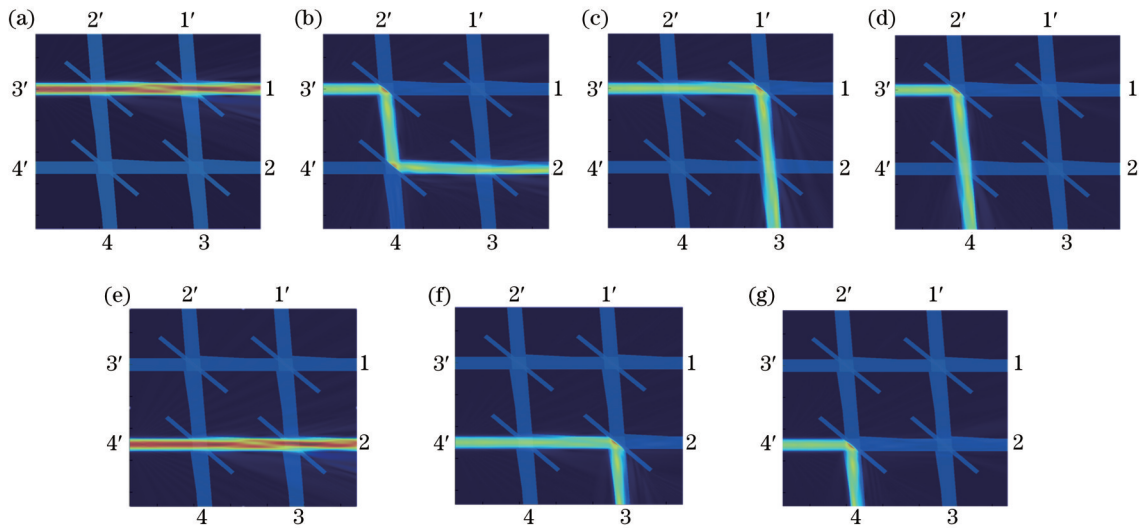 (a) 2′ 1′ (b) 2′ 1′ (c) 2′ 1′ (d) 2′ 1′
3′ 1 3′ 1 3′ 1 3′ 1
4′ 2 4′ 2 4′ 2 4′ 2
4 3 4 3 4 3 4 3
(e) 2′ 1′ (f) 2′ 1′ (g) 2′ 1′
3′ 1 3′ 1 3′ 1
4′ 2 4′ 2 4′ 2
4 3 4 3 4 3